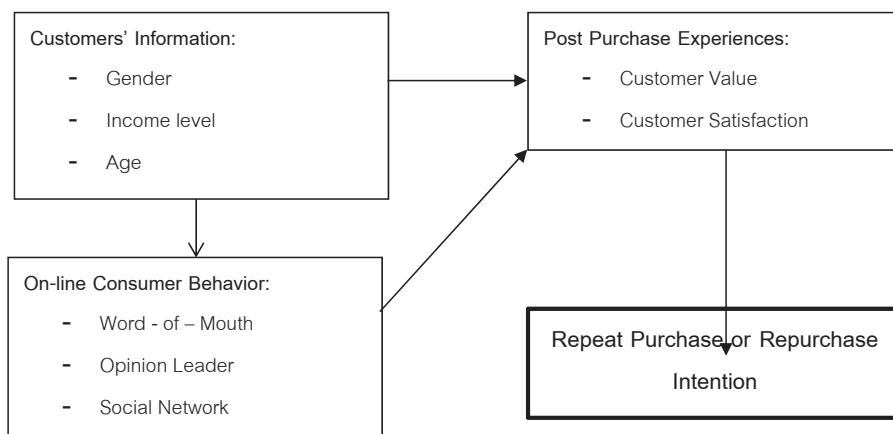 Customers' Information:
- Gender
- Income level
- Age
Post Purchase Experiences:
- Customer Value
- Customer Satisfaction
On-line Consumer Behavior:
- Word - of – Mouth
- Opinion Leader
- Social Network
Repeat Purchase or Repurchase
Intention